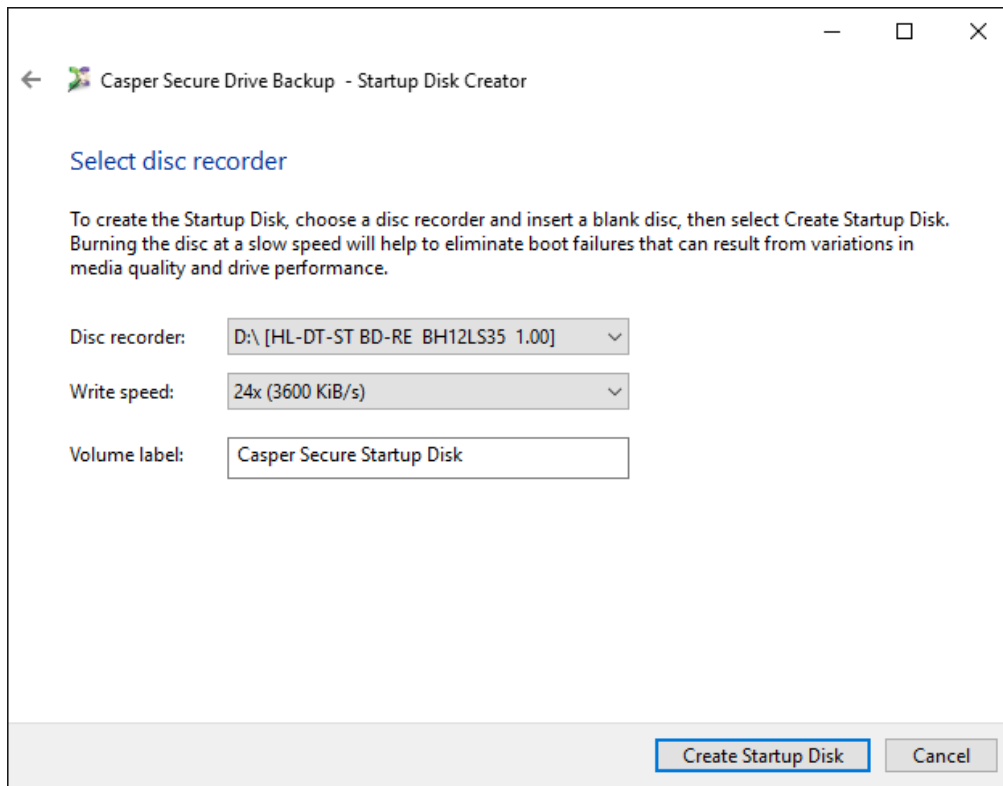 Casper Secure Drive Backup - Startup Disk Creator
Select disc recorder
To create the Startup Disk, choose a disc recorder and insert a blank disc, then select Create Startup Disk.
Burning the disc at a slow speed will help to eliminate boot failures that can result from variations in
media quality and drive performance.
Disc recorder: D:\ [HL-DT-ST BD-RE  BH12LS35  1.00]
Write speed: 24x (3600 KiB/s)
Volume label: Casper Secure Startup Disk
Create Startup Disk Cancel